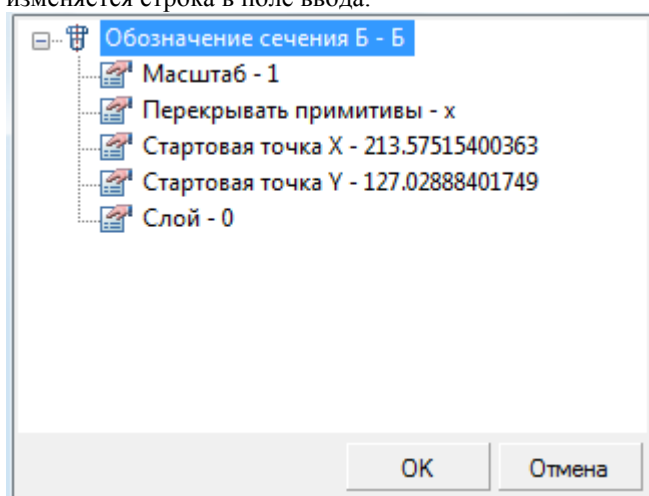 изменяется строка в поле ввода.
Обозначение сечения Б - Б
Масштаб - 1
Перекрывать примитивы - x
Стартовая точка X - 213.57515400363
Стартовая точка Y - 127.02888401749
Слой - 0
OK
Отмена